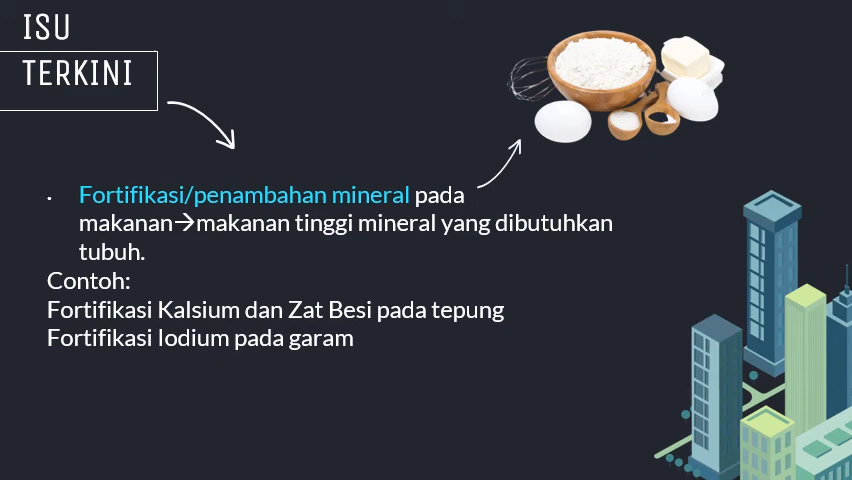 ISU
TERKINI
• Fortifikasi/penambahan mineral pada
makanan→makanan tinggi mineral yang dibutuhkan
tubuh.
Contoh:
Fortifikasi Kalsium dan Zat Besi pada tepung
Fortifikasi Iodium pada garam